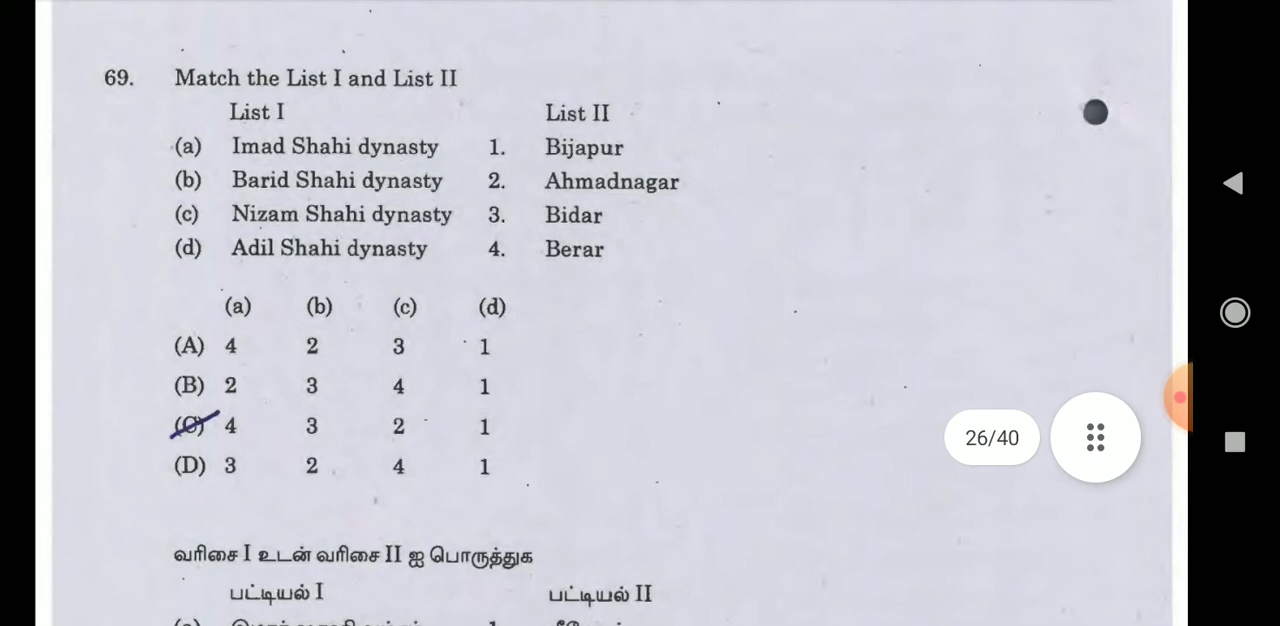 69. Match the List I and List II
List I List II
(a) Imad Shahi dynasty 1. Bijapur
(b) Barid Shahi dynasty 2. Ahmadnagar
(c) Nizam Shahi dynasty 3. Bidar
(d) Adil Shahi dynasty 4. Berar
(a) (b) (c) (d)
(A) 4 2 3 1
(B) 2 3 4 1
(C) 4 3 2 1
(D) 3 2 4 1
26/40
வரிசை I உடன் வரிசை II ஐ பொருத்துக
பட்டியல் I பட்டியல் II